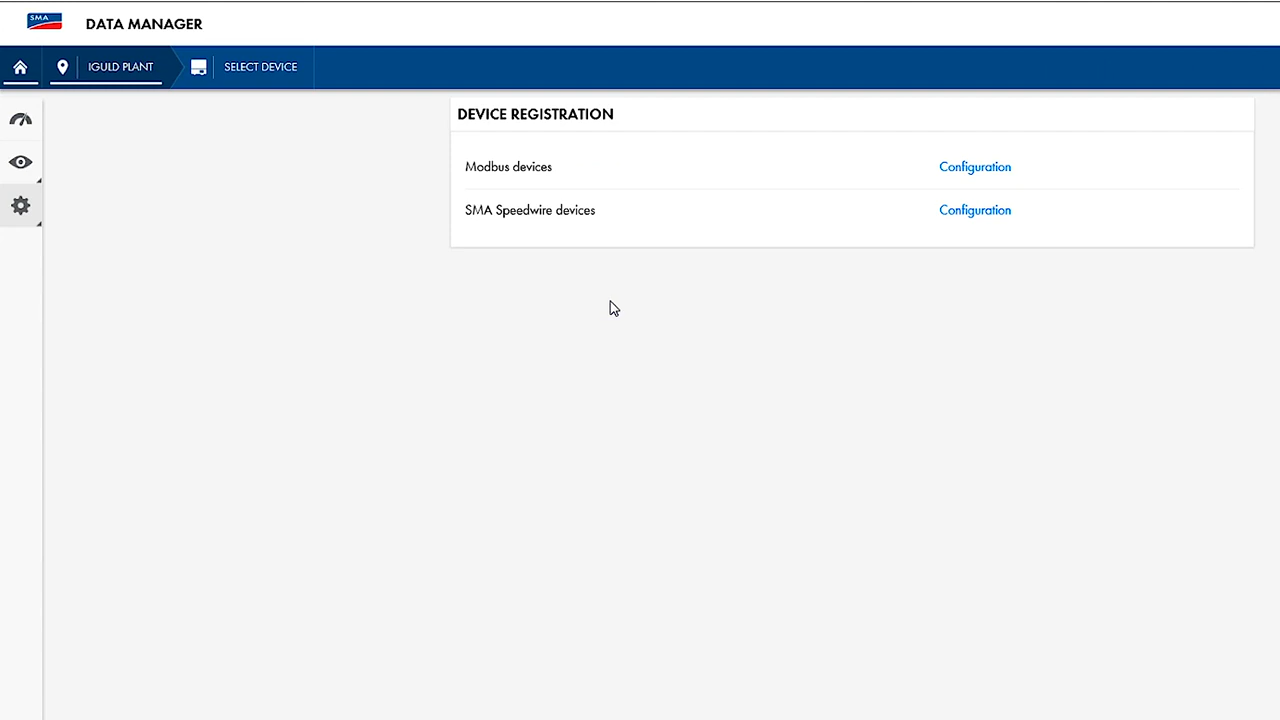 SMA
DATA MANAGER
IGULD PLANT
SELECT DEVICE
DEVICE REGISTRATION
Modbus devices Configuration
SMA Speedwire devices Configuration